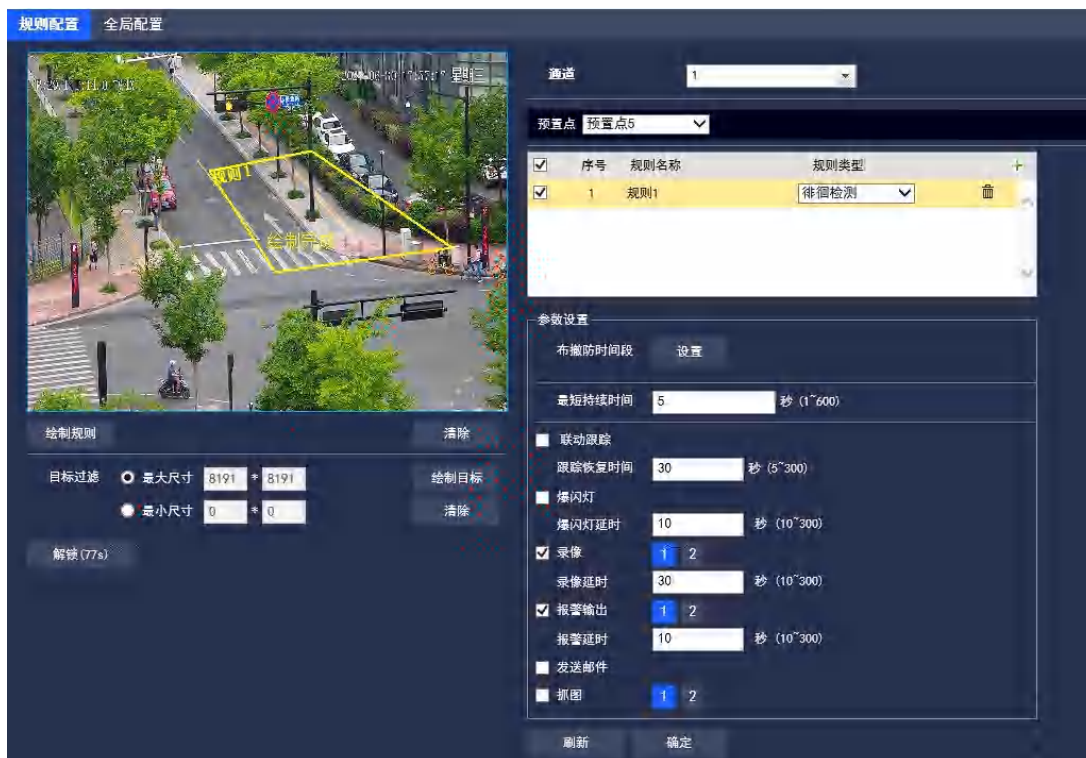 规则配置 全局配置
规则1
绘制完成
绘制规则 清除
目标过滤 最大尺寸 8191 * 8191 绘制目标
最小尺寸 0 * 0 清除
解锁(77s)
通道 1
预置点 预置点5
序号 规则名称 规则类型 +
1 规则1 徘徊检测
参数设置
布撤防时间段 设置
最短持续时间 5 秒 (1~600)
联动跟踪
跟踪恢复时间 30 秒 (5~300)
爆闪灯
爆闪灯延时 10 秒 (10~300)
录像 1 2
录像延时 30 秒 (10~300)
报警输出 1 2
报警延时 10 秒 (10~300)
发送邮件
抓图 1 2
刷新 确定